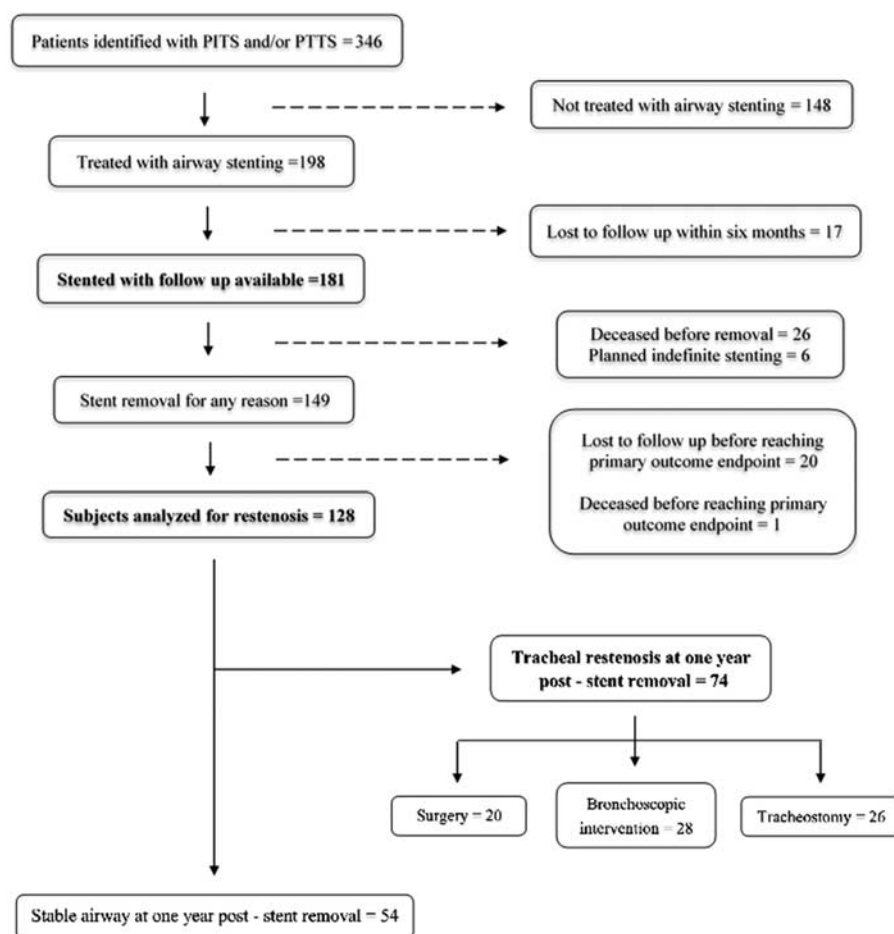 Patients identified with PITS and/or PTTS = 346
Not treated with airway stenting = 148
Treated with airway stenting =198
Lost to follow up within six months = 17
Stented with follow up available =181
Deceased before removal = 26
Planned indefinite stenting = 6
Stent removal for any reason =149
Lost to follow up before reaching
primary outcome endpoint = 20
Deceased before reaching primary
outcome endpoint = 1
Subjects analyzed for restenosis = 128
Tracheal restenosis at one year
post - stent removal = 74
Surgery = 20
Bronchoscopic
intervention = 28
Tracheostomy = 26
Stable airway at one year post - stent removal = 54